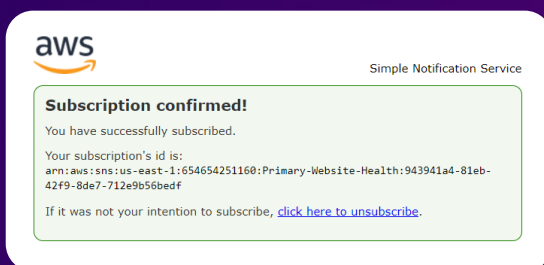 aws
Simple Notification Service
Subscription confirmed!
You have successfully subscribed.
Your subscription's id is:
arn:aws:sns:us-east-1:654654251160:Primary-Website-Health:943941a4-81eb-
42f9-8de7-712e9b56bedf
If it was not your intention to subscribe, click here to unsubscribe.